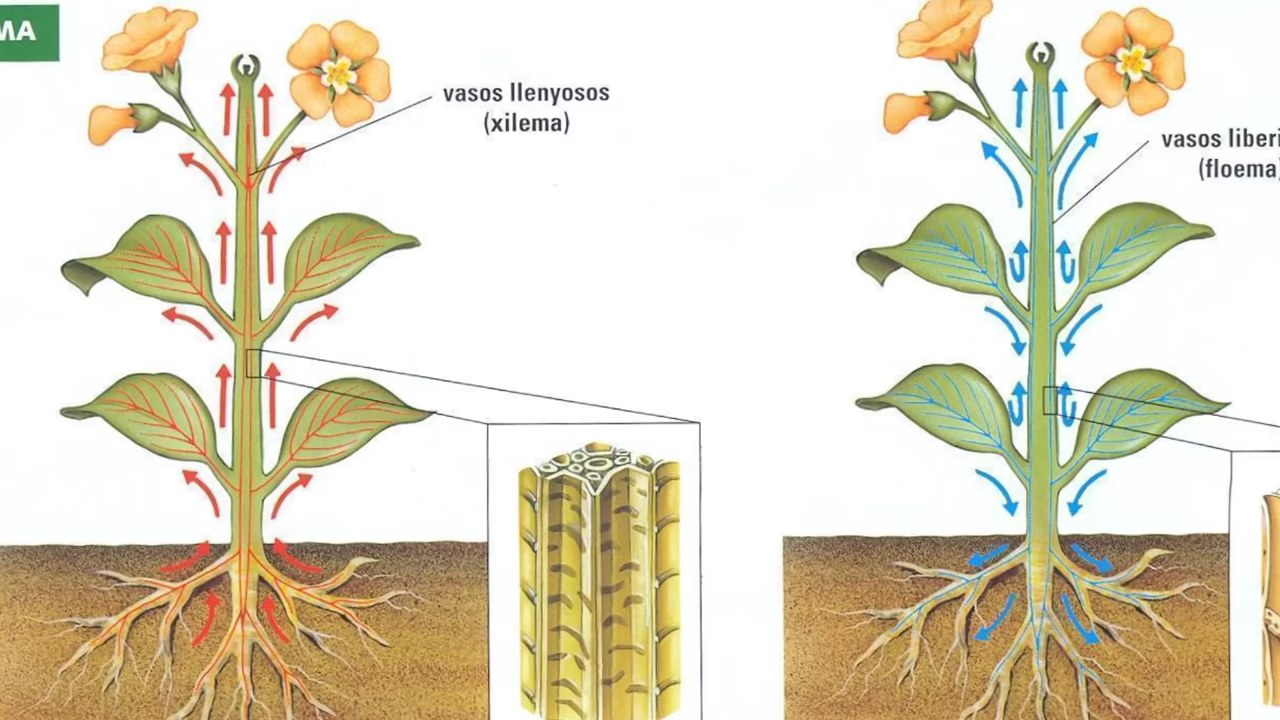 MA
vasos llenyosos
(xilema)
vasos liberi
(floema)